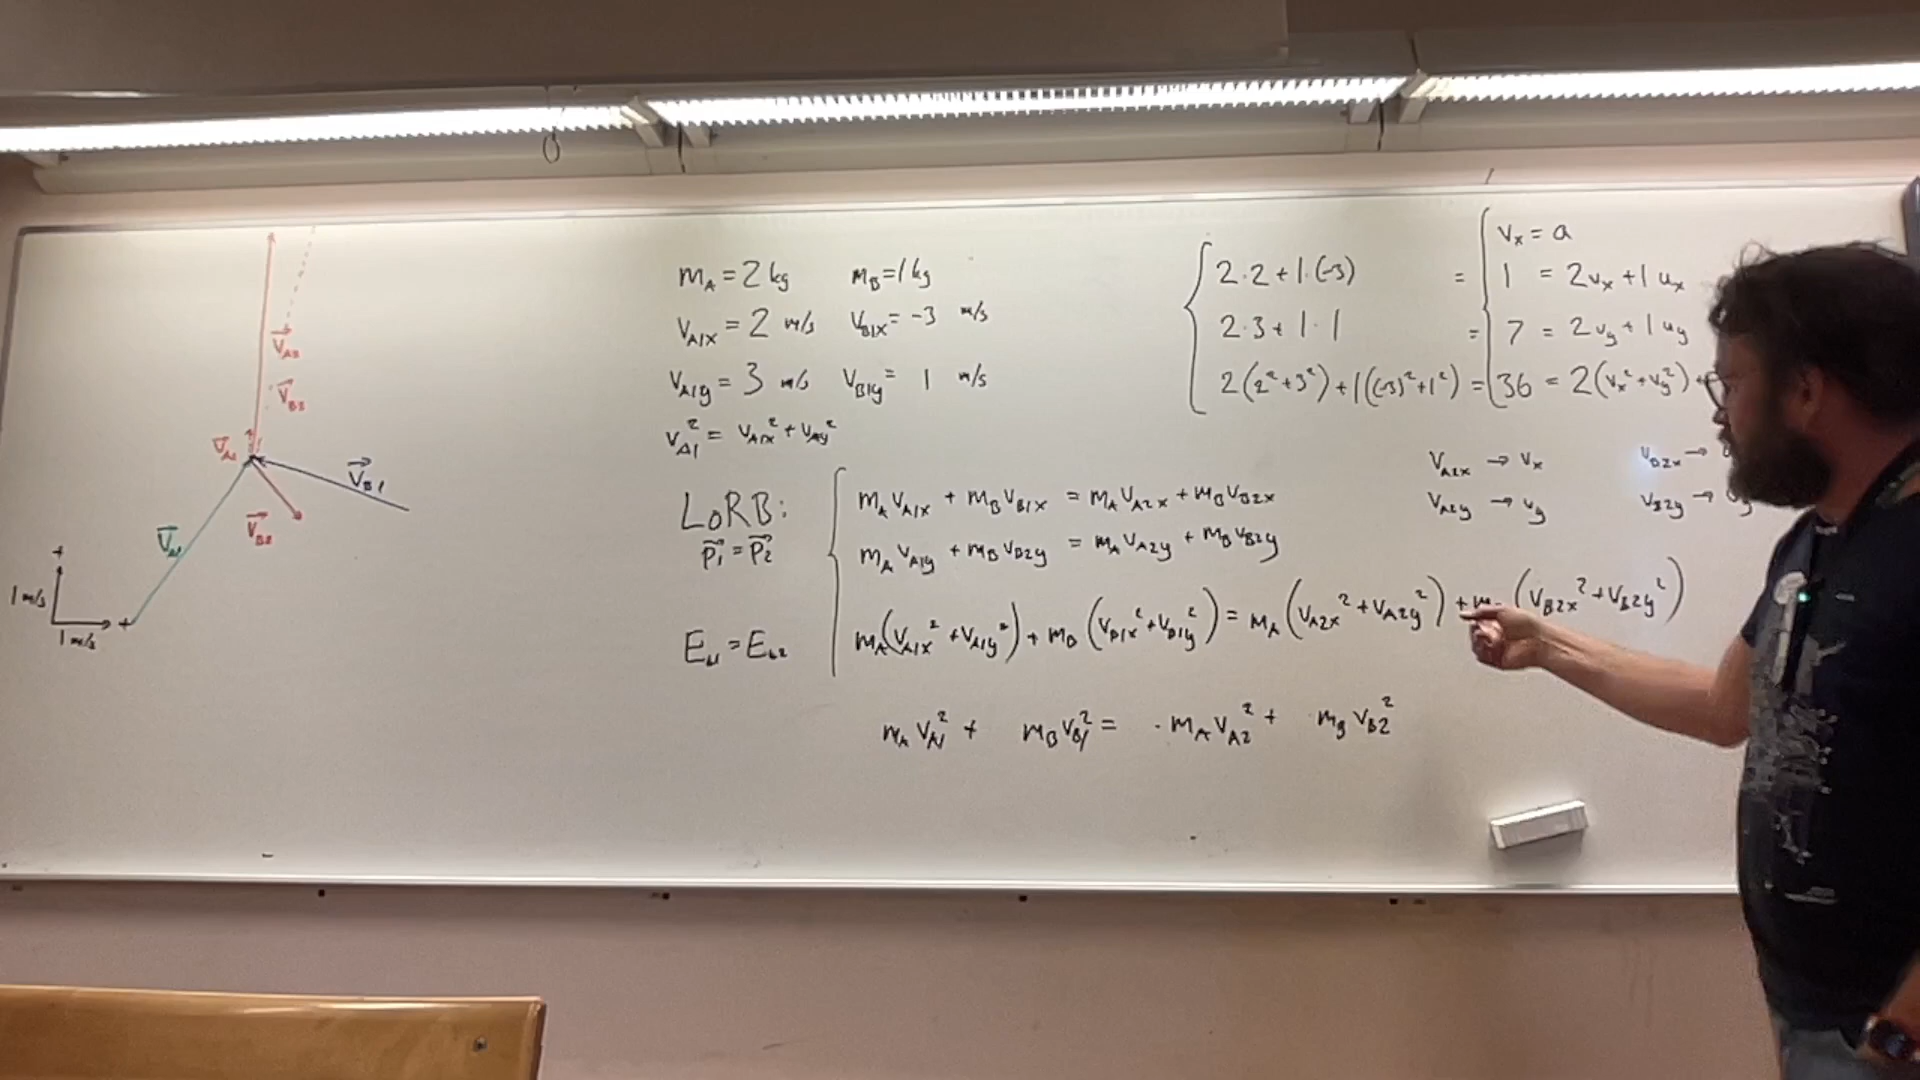 m_A = 2 kg    m_B = 1 kg
v_A1x = 2 m/s    v_B1x = -3 m/s
v_A1y = 3 m/s    v_B1y = 1 m/s
v_A1² = v_A1x² + v_Ay²
LoRB:
p⃗₁ = p⃗₂
m_A v_A1x + m_B v_B1x = m_A v_A2x + m_B v_B2x
m_A v_A1y + m_B v_B2y = m_A v_A2y + m_B v_B2y
E_k1 = E_k2
m_A(v_A1x² + v_A1y²) + m_B(v_B1x² + v_B1y²) = m_A(v_A2x² + v_A2y²) + m (v_B2x² + v_B2y²)
m_A v_A1² + m_B v_B1² = m_A v_A2² + m_B v_B2²
v_x = a
2·2 + 1·(-3) = 1 = 2v_x + 1u_x
2·3 + 1·1 = 7 = 2v_y + 1u_y
2(2² + 3²) + 1((-3)² + 1²) = 36 = 2(v_x² + v_y²) +
v_A2x → v_x    v_B2x →
v_A2y → v_y    v_B2y →
v⃗_A2
v⃗_B2
v⃗_A1
v⃗_B1
v⃗_B2
v⃗_A1
1 m/s
1 m/s